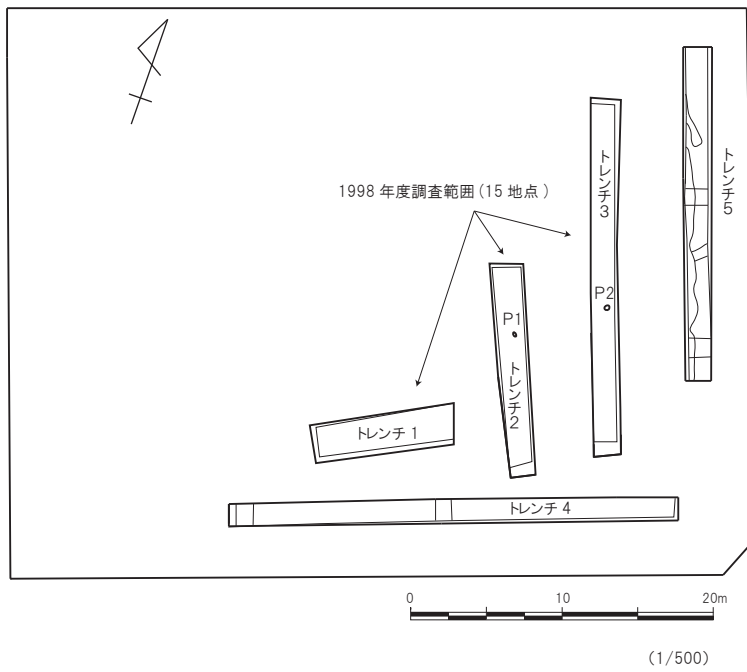 1998 年度調査範囲 (15 地点 )
トレンチ3
トレンチ5
P2
P1
トレンチ2
トレンチ 1
トレンチ 4
0 10 20m
(1/500)